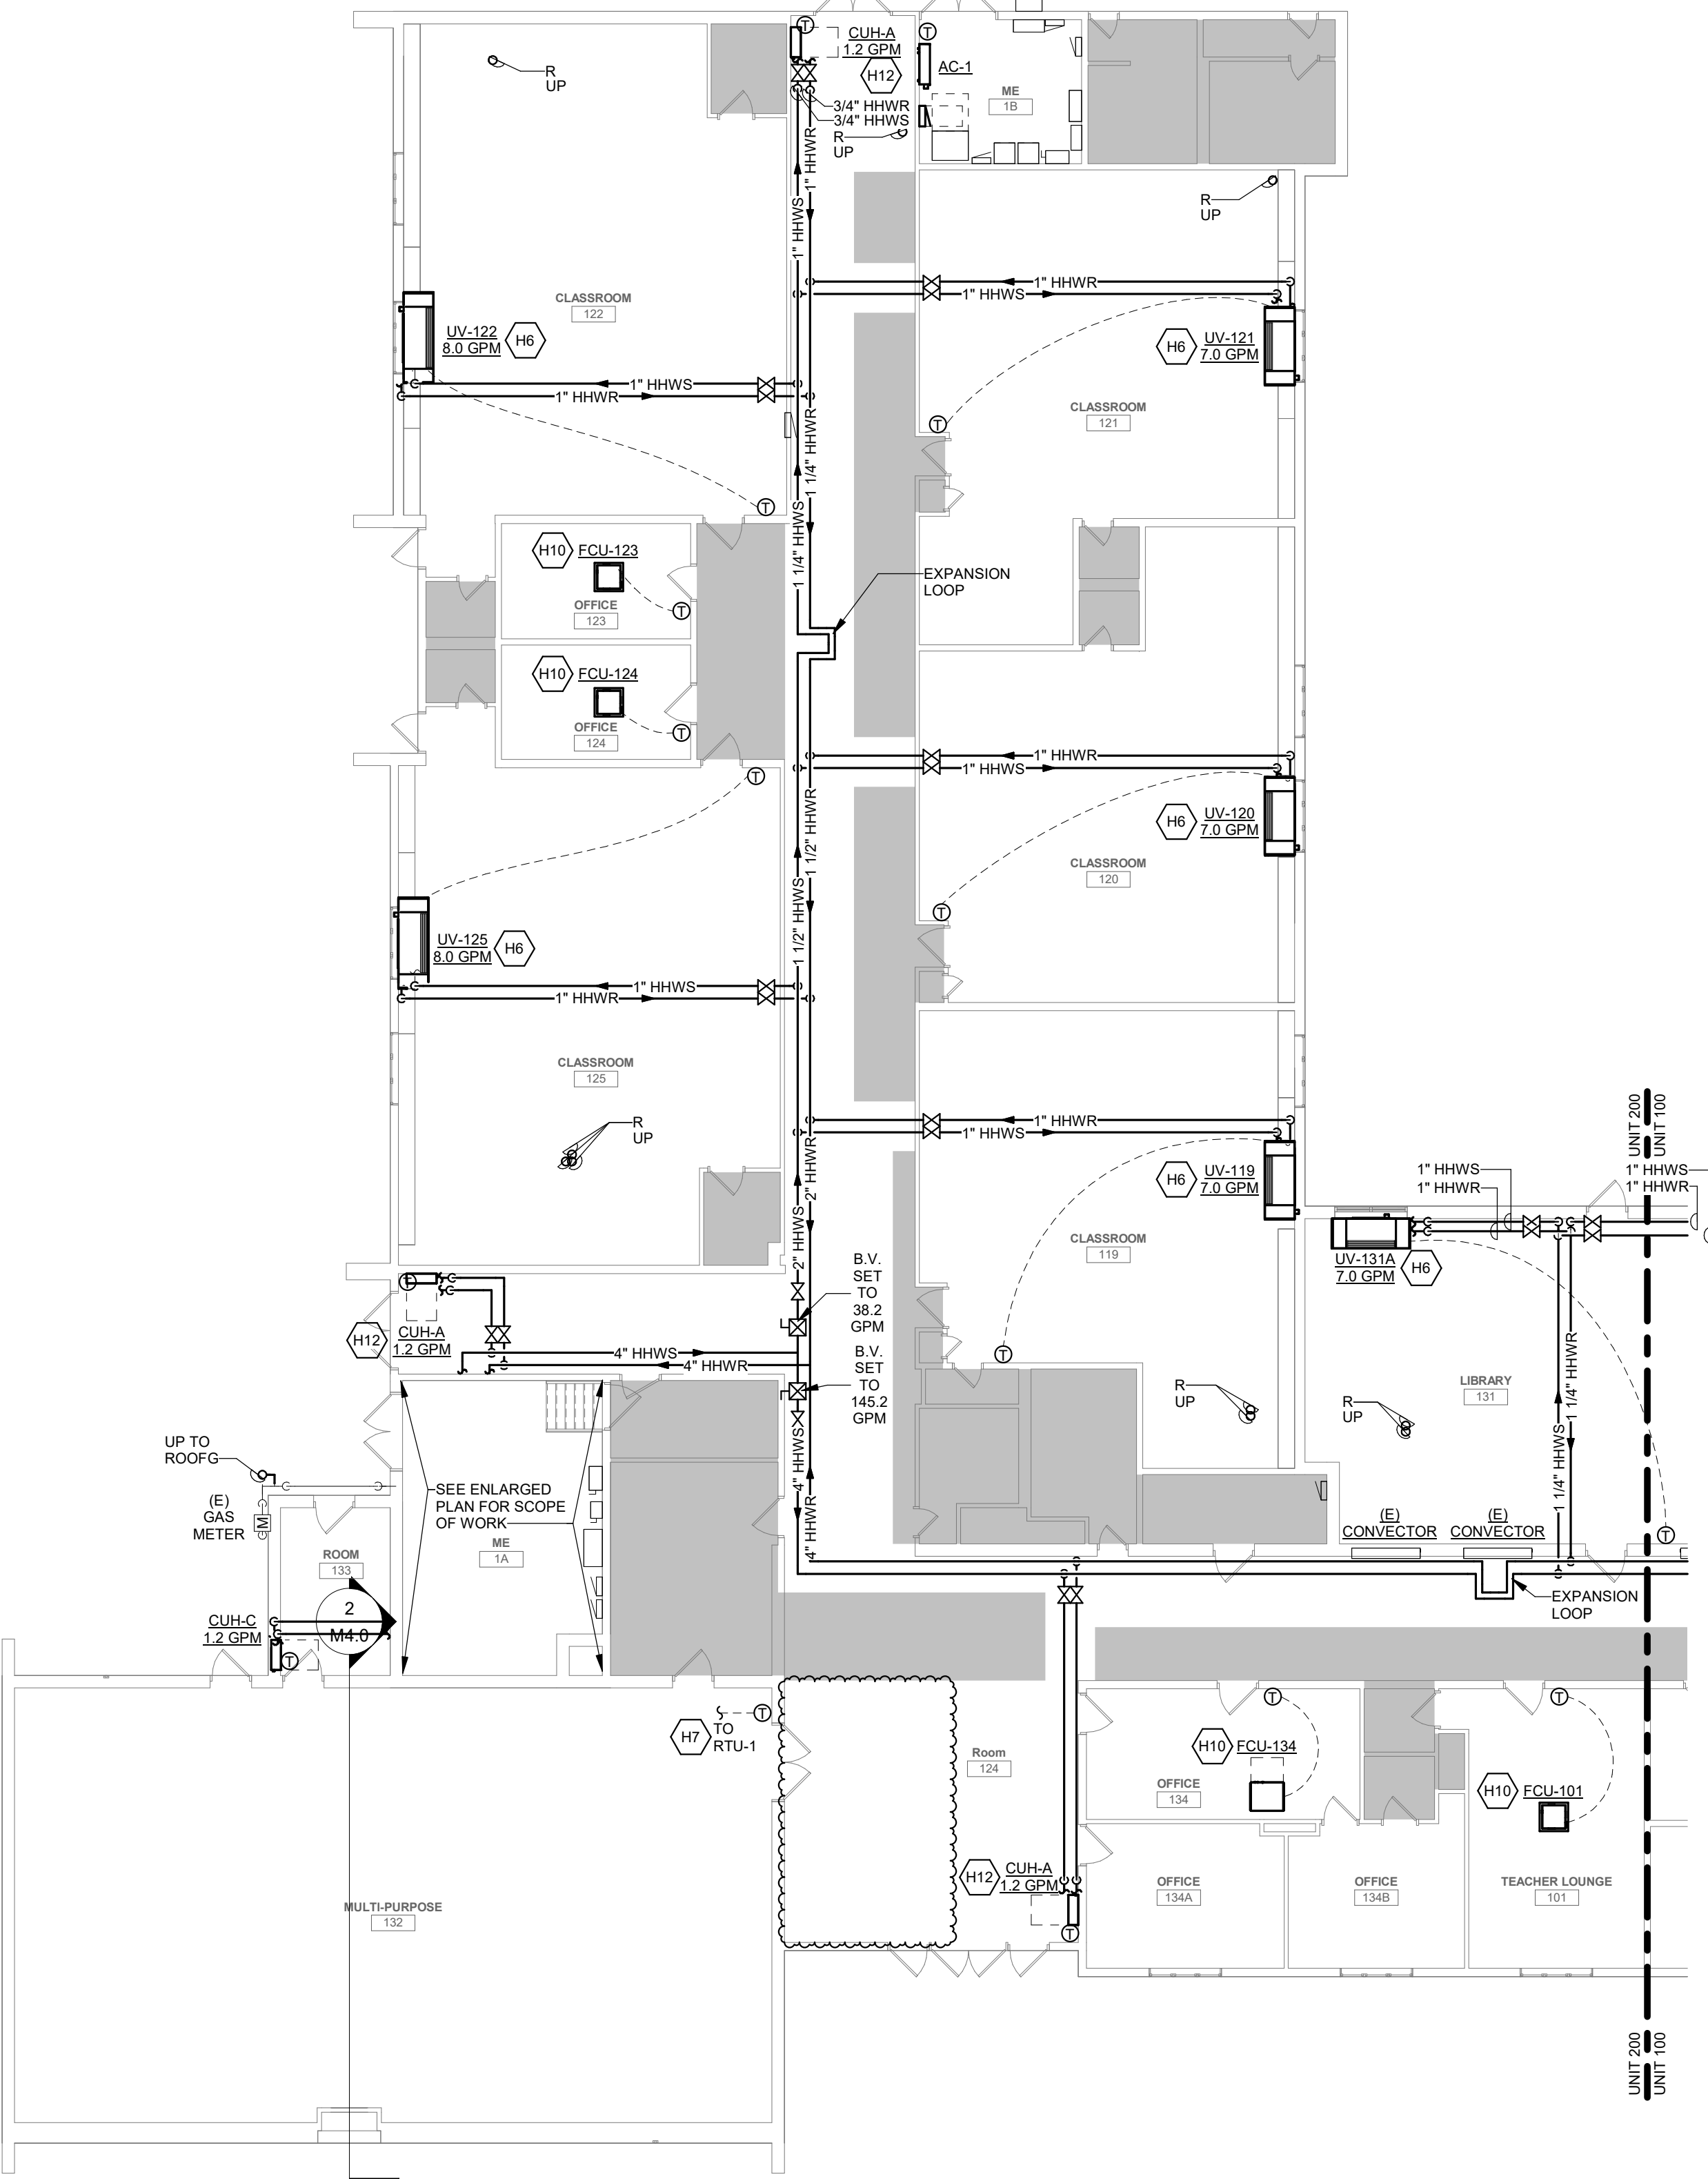 T
CUH-A
1.2 GPM
H12
T
AC-1
ME
1B
R
UP
3/4" HHWR
3/4" HHWS
R
UP
1" HHWR
1" HHWS
R
UP
CLASSROOM
122
UV-122
8.0 GPM
H6
1" HHWR
1" HHWS
H6
UV-121
7.0 GPM
1" HHWS
1" HHWR
CLASSROOM
121
T
T
1 1/4" HHWR
1 1/4" HHWS
H10
FCU-123
OFFICE
123
T
EXPANSION
LOOP
H10
FCU-124
OFFICE
124
T
T
1" HHWR
1" HHWS
H6
UV-120
7.0 GPM
CLASSROOM
120
T
1 1/2" HHWR
1 1/2" HHWS
UV-125
8.0 GPM
H6
1" HHWS
1" HHWR
CLASSROOM
125
R
UP
1" HHWR
1" HHWS
2" HHWR
2" HHWS
H6
UV-119
7.0 GPM
CLASSROOM
119
T
UNIT 200
UNIT 100
1" HHWS
1" HHWR
1" HHWS
1" HHWR
UV-131A
7.0 GPM
H6
B.V.
SET
TO
38.2
GPM
B.V.
SET
TO
145.2
GPM
T
H12
CUH-A
1.2 GPM
4" HHWS
4" HHWR
LIBRARY
131
R
UP
R
UP
1 1/4" HHWR
1 1/4" HHWS
4" HHWS
4" HHWR
UP TO
ROOFG
(E)
GAS
METER
M
SEE ENLARGED
PLAN FOR SCOPE
OF WORK
ME
1A
ROOM
133
2
M4.0
CUH-C
1.2 GPM
T
(E)
CONVECTOR
(E)
CONVECTOR
T
EXPANSION
LOOP
H7
TO
RTU-1
T
Room
124
T
H10
FCU-134
OFFICE
134
T
H10
FCU-101
H12
CUH-A
1.2 GPM
T
OFFICE
134A
OFFICE
134B
TEACHER LOUNGE
101
MULTI-PURPOSE
132
UNIT 200
UNIT 100